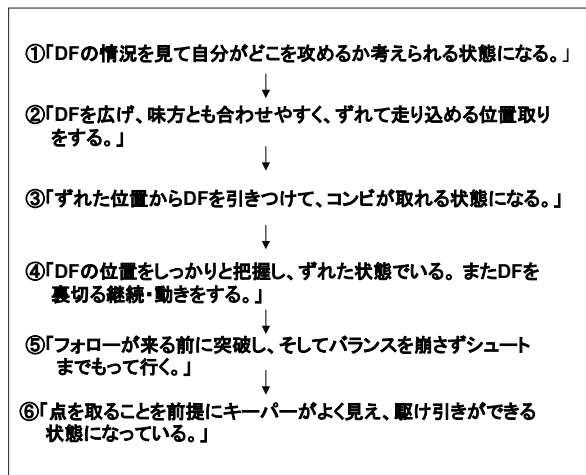 ①「DFの情況を見て自分がどこを攻めるか考えられる状態になる。」
②「DFを広げ、味方とも合わせやすく、ずれて走り込める位置取り
をする。」
③「ずれた位置からDFを引きつけて、コンビが取れる状態になる。」
④「DFの位置をしっかりと把握し、ずれた状態でいる。またDFを
裏切る継続・動きをする。」
⑤「フォローが来る前に突破し、そしてバランスを崩さずシュート
までもって行く。」
⑥「点を取ることを前提にキーパーがよく見え、駆け引きができる
状態になっている。」